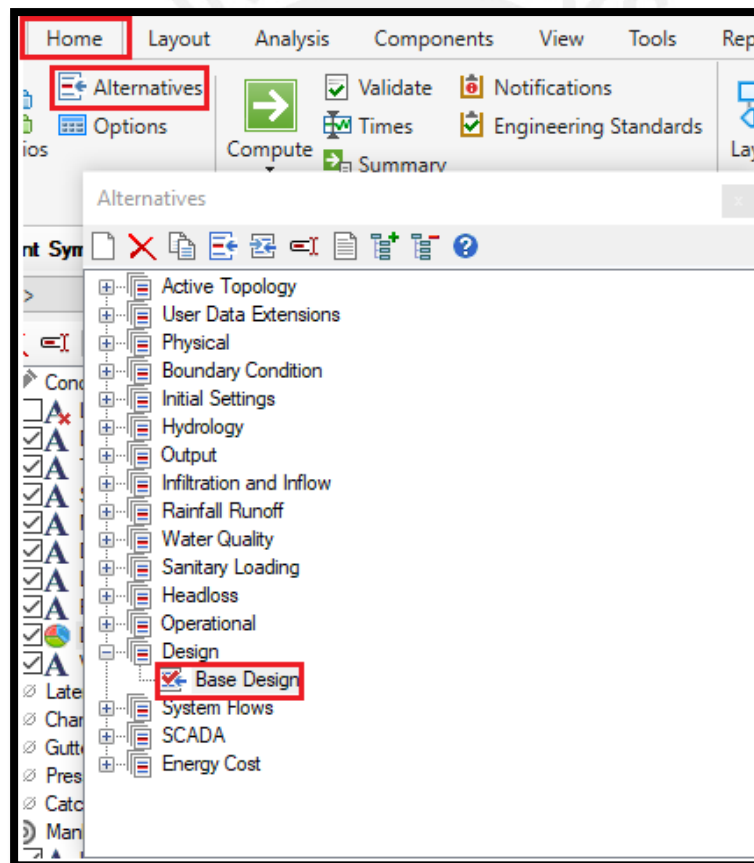 Home Layout Analysis Components View Tools Rep
Alternatives Validate Notifications
Options Compute Times Engineering Standards
ios Summary Lay
Alternatives
nt Sym
>
Active Topology
User Data Extensions
Physical
Boundary Condition
Initial Settings
Hydrology
Output
Infiltration and Inflow
Rainfall Runoff
Water Quality
Sanitary Loading
Headloss
Operational
Design
Base Design
System Flows
SCADA
Energy Cost
Conc
Late
Char
Gutte
Pres
Catc
Man